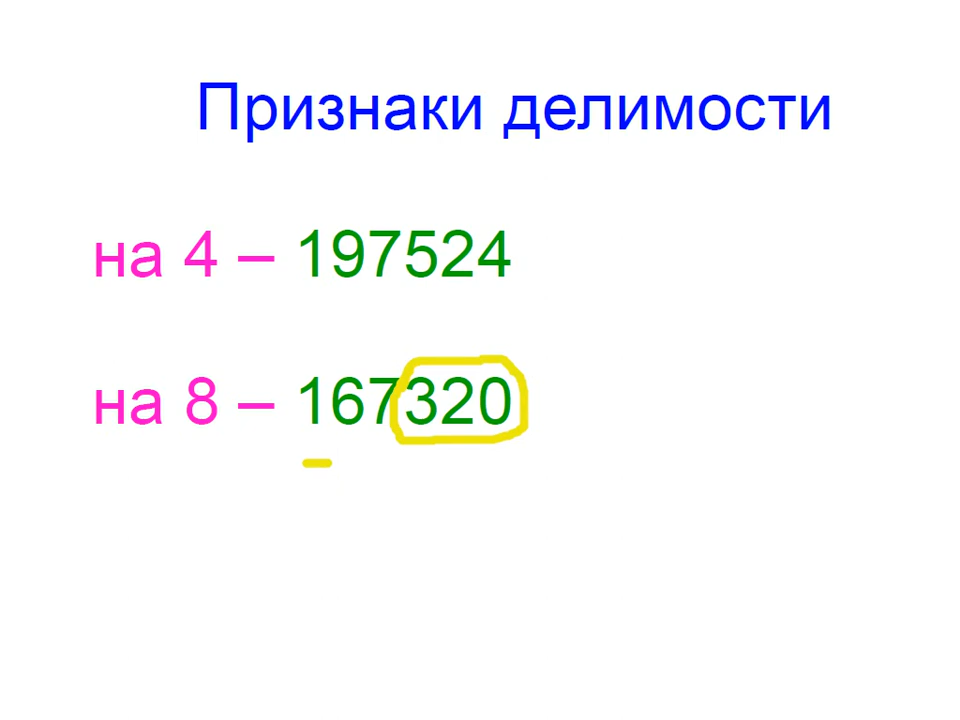 Признаки делимости
на 4 – 197524
на 8 – 167320